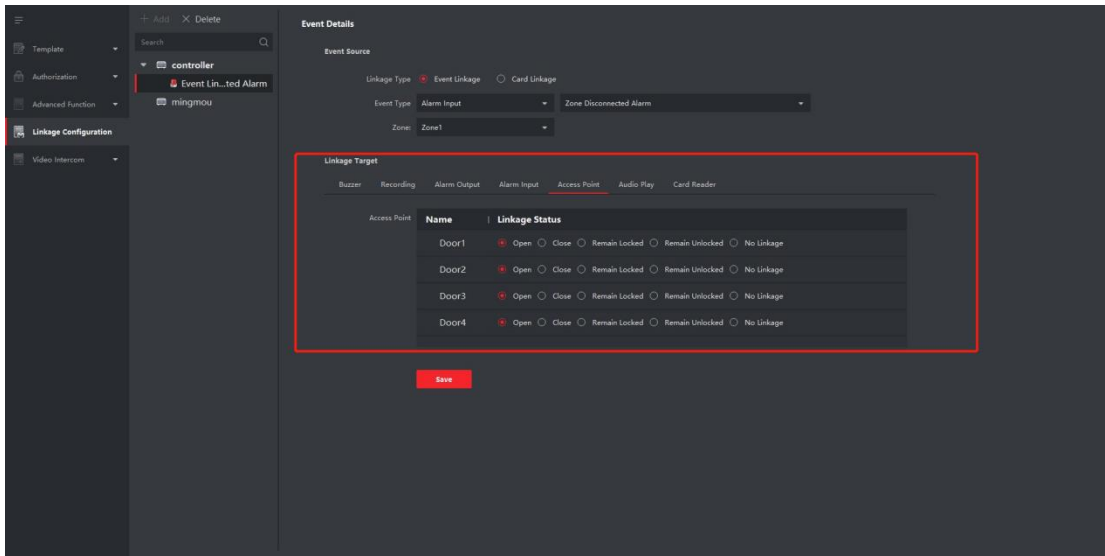 + Add × Delete
Search
controller
Event Lin...ted Alarm
mingmou
Template
Authorization
Advanced Function
Linkage Configuration
Video Intercom
Event Details
Event Source
Linkage Type Event Linkage Card Linkage
Event Type Alarm Input Zone Disconnected Alarm
Zone: Zone1
Linkage Target
Buzzer Recording Alarm Output Alarm Input Access Point Audio Play Card Reader
Access Point Name | Linkage Status
Door1 Open Close Remain Locked Remain Unlocked No Linkage
Door2 Open Close Remain Locked Remain Unlocked No Linkage
Door3 Open Close Remain Locked Remain Unlocked No Linkage
Door4 Open Close Remain Locked Remain Unlocked No Linkage
Save